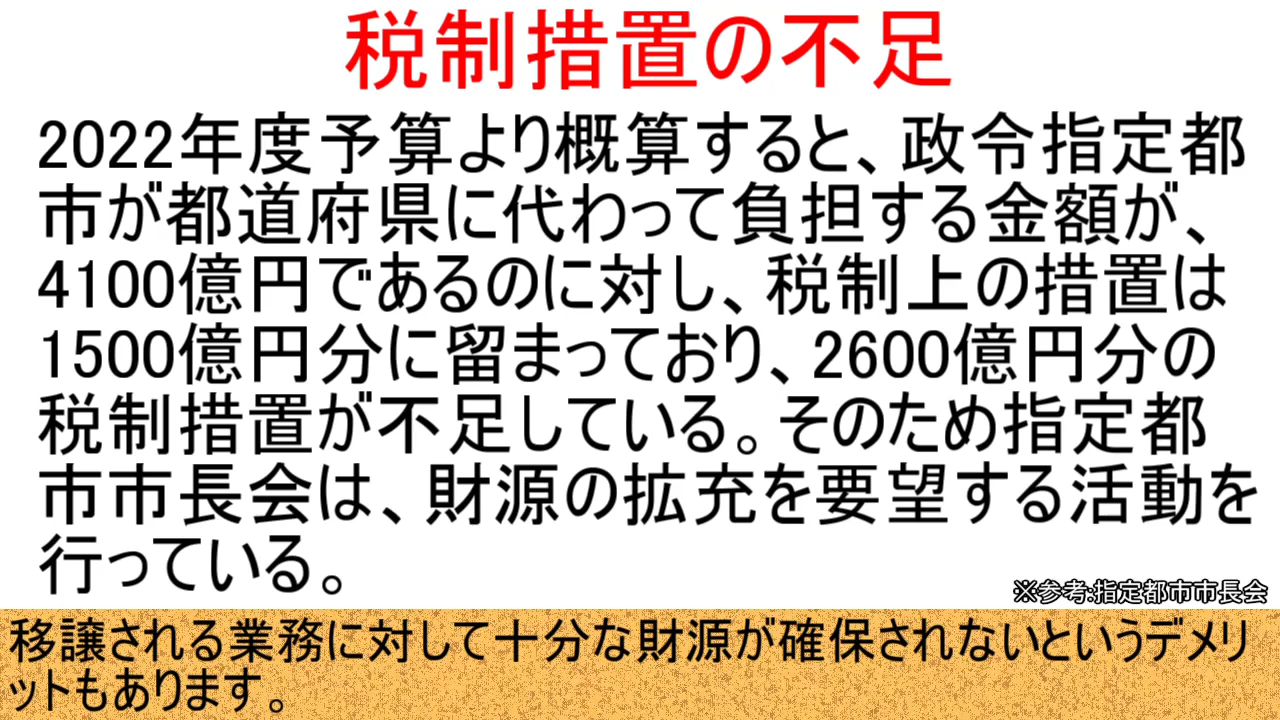 税制措置の不足
2022年度予算より概算すると、政令指定都
市が都道府県に代わって負担する金額が、
4100億円であるのに対し、税制上の措置は
1500億円分に留まっており、2600億円分の
税制措置が不足している。そのため指定都
市市長会は、財源の拡充を要望する活動を
行っている。
※参考:指定都市市長会
移譲される業務に対して十分な財源が確保されないというデメリ
ットもあります。